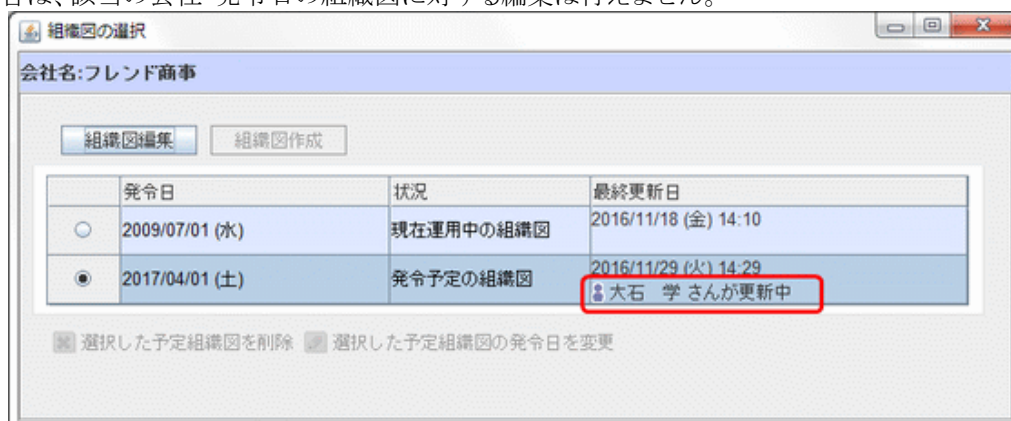 合は、該当の会社・発令日の組織図に対する編集は行えません。
組織図の選択
会社名:フレンド商事
組織図編集 組織図作成
発令日 状況 最終更新日
2009/07/01 (水) 現在運用中の組織図 2016/11/18 (金) 14:10
2017/04/01 (土) 発令予定の組織図 2016/11/29 (火) 14:29
大石 学 さんが更新中
選択した予定組織図を削除 選択した予定組織図の発令日を変更